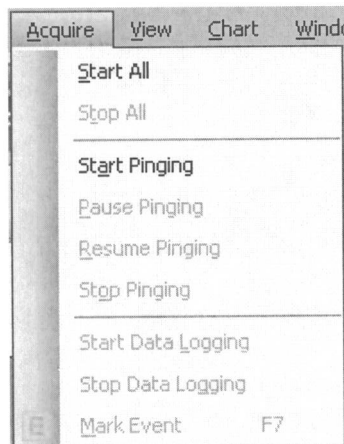 Acquire View Chart
Start All
Stop All
Start Pinging
Pause Pinging
Resume Pinging
Stop Pinging
Start Data Logging
Stop Data Logging
E Mark Event F7